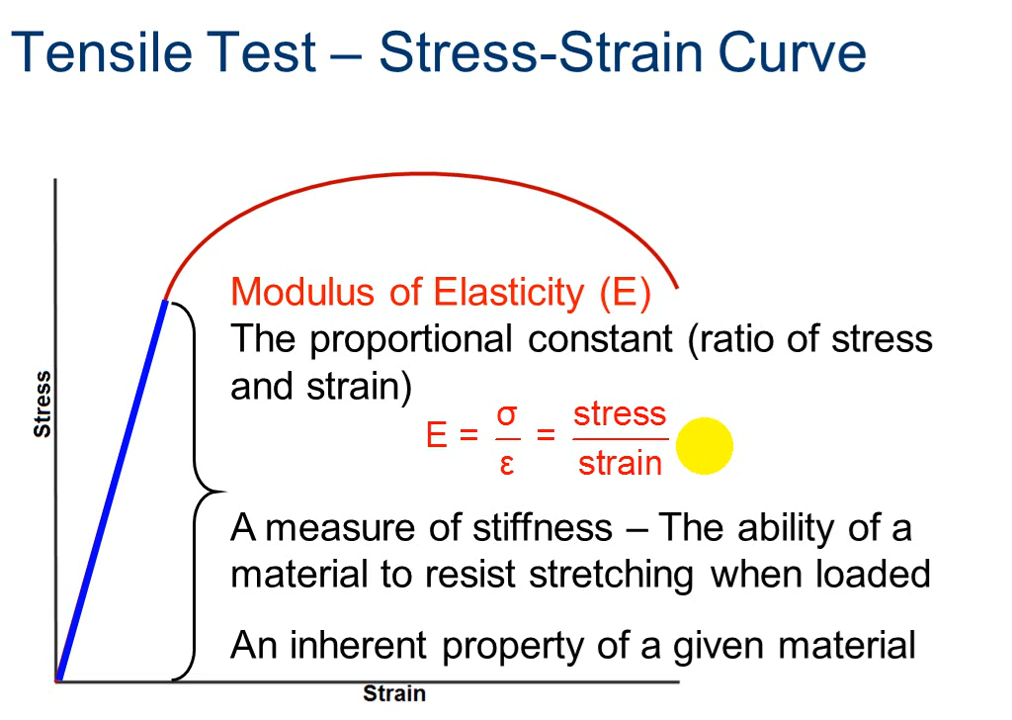 Tensile Test – Stress-Strain Curve
Modulus of Elasticity (E)
The proportional constant (ratio of stress
and strain)
E = σ/ε = stress/strain
A measure of stiffness – The ability of a
material to resist stretching when loaded
An inherent property of a given material
Stress
Strain